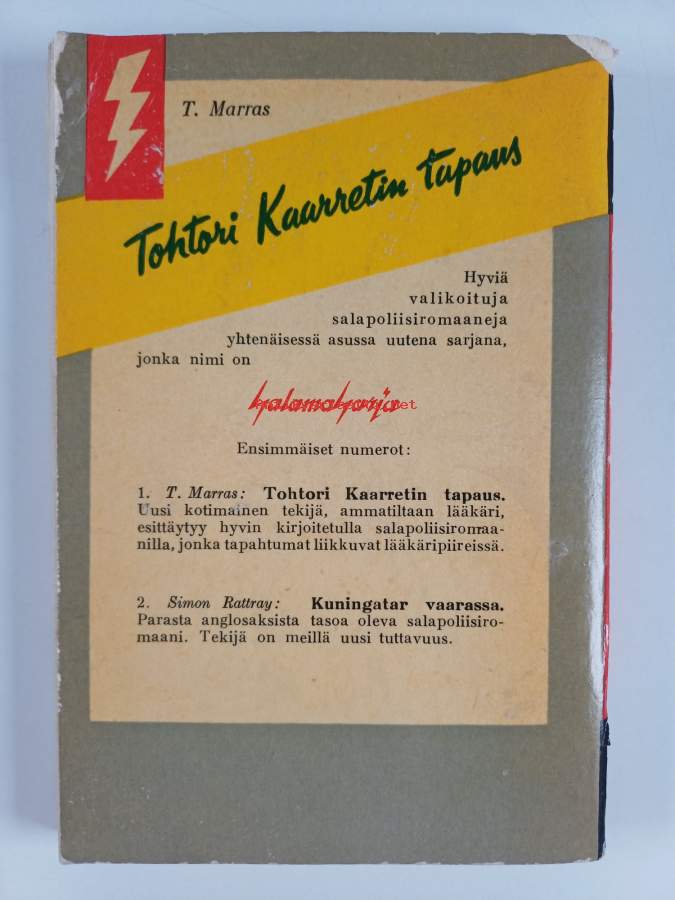 T. Marras
Tohtori Kaarretin tapaus
Hyviä
valikoituja
salapoliisiromaaneja
yhtenäisessä asussa uutena sarjana,
jonka nimi on
salamasarja
Ensimmäiset numerot:
1. T. Marras: Tohtori Kaarretin tapaus.
Uusi kotimainen tekijä, ammatiltaan lääkäri,
esittäytyy hyvin kirjoitetulla salapoliisiromaa-
nilla, jonka tapahtumat liikkuvat lääkäripiireissä.
2. Simon Rattray: Kuningatar vaarassa.
Parasta anglosaksista tasoa oleva salapoliisiro-
maani. Tekijä on meillä uusi tuttavuus.